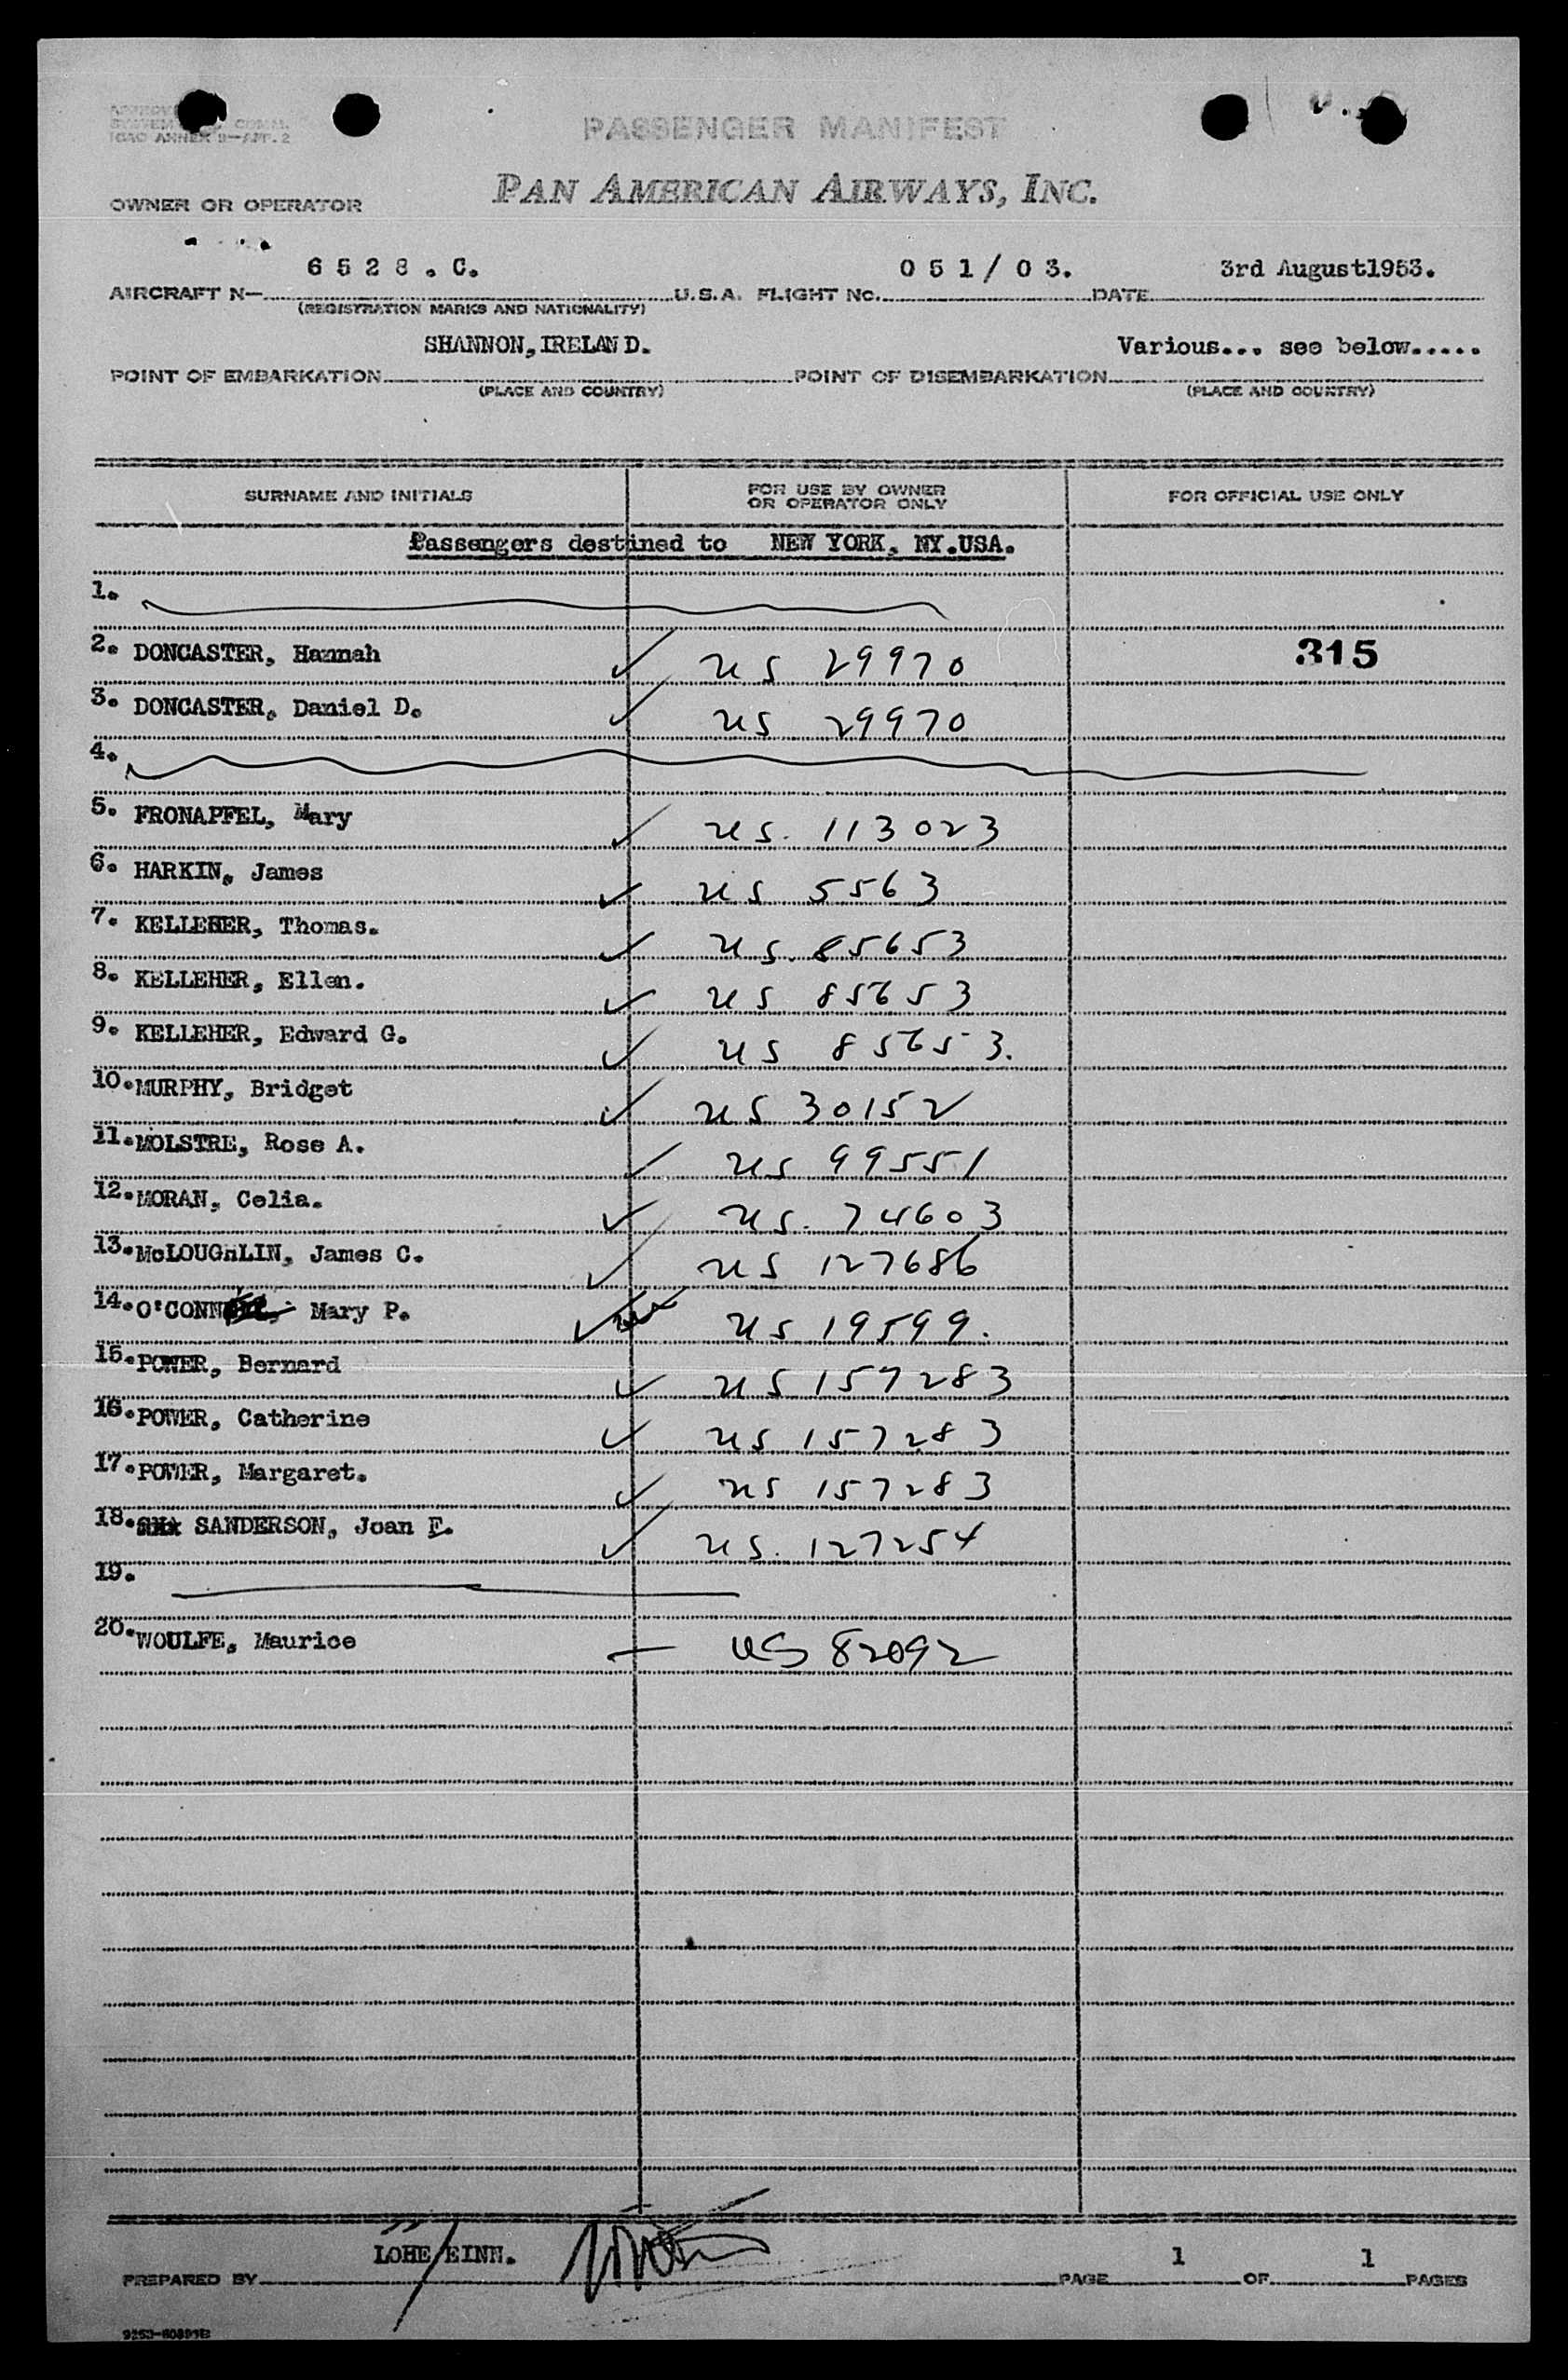 PASSENGER MANIFEST
ICAO ANNEX 9—APP. 2
PAN AMERICAN AIRWAYS, INC.
OWNER OR OPERATOR
6528.C. 051/03. 3rd August1953.
AIRCRAFT N— U.S.A. FLIGHT NO. DATE
(REGISTRATION MARKS AND NATIONALITY)
SHANNON, IRELAND. Various... see below.....
POINT OF EMBARKATION POINT OF DISEMBARKATION
(PLACE AND COUNTRY) (PLACE AND COUNTRY)
SURNAME AND INITIALS FOR USE BY OWNER OR OPERATOR ONLY FOR OFFICIAL USE ONLY
Passengers destined to NEW YORK, NY.USA.
1.
2. DONCASTER, Hannah US 29970 315
3. DONCASTER, Daniel D. US 29970
4.
5. FRONAPFEL, Mary US. 113023
6. HARKIN, James US 5563
7. KELLEHER, Thomas. US. 85653
8. KELLEHER, Ellen. US 85653
9. KELLEHER, Edward G. US 85653.
10. MURPHY, Bridget US 30152
11. MOLSTRE, Rose A. US 99551
12. MORAN, Celia. US. 74603
13. McLOUGhLIN, James C. US 127686
14. O'CONN Mary P. US 19599.
15. POWER, Bernard US 157283
16. POWER, Catherine US 157283
17. POWER, Margaret. US 157283
18. SANDERSON, Joan E. US. 127254
19.
20. WOULFE, Maurice US 82092
LOHE/EINN. 1 1
PREPARED BY PAGE OF PAGES